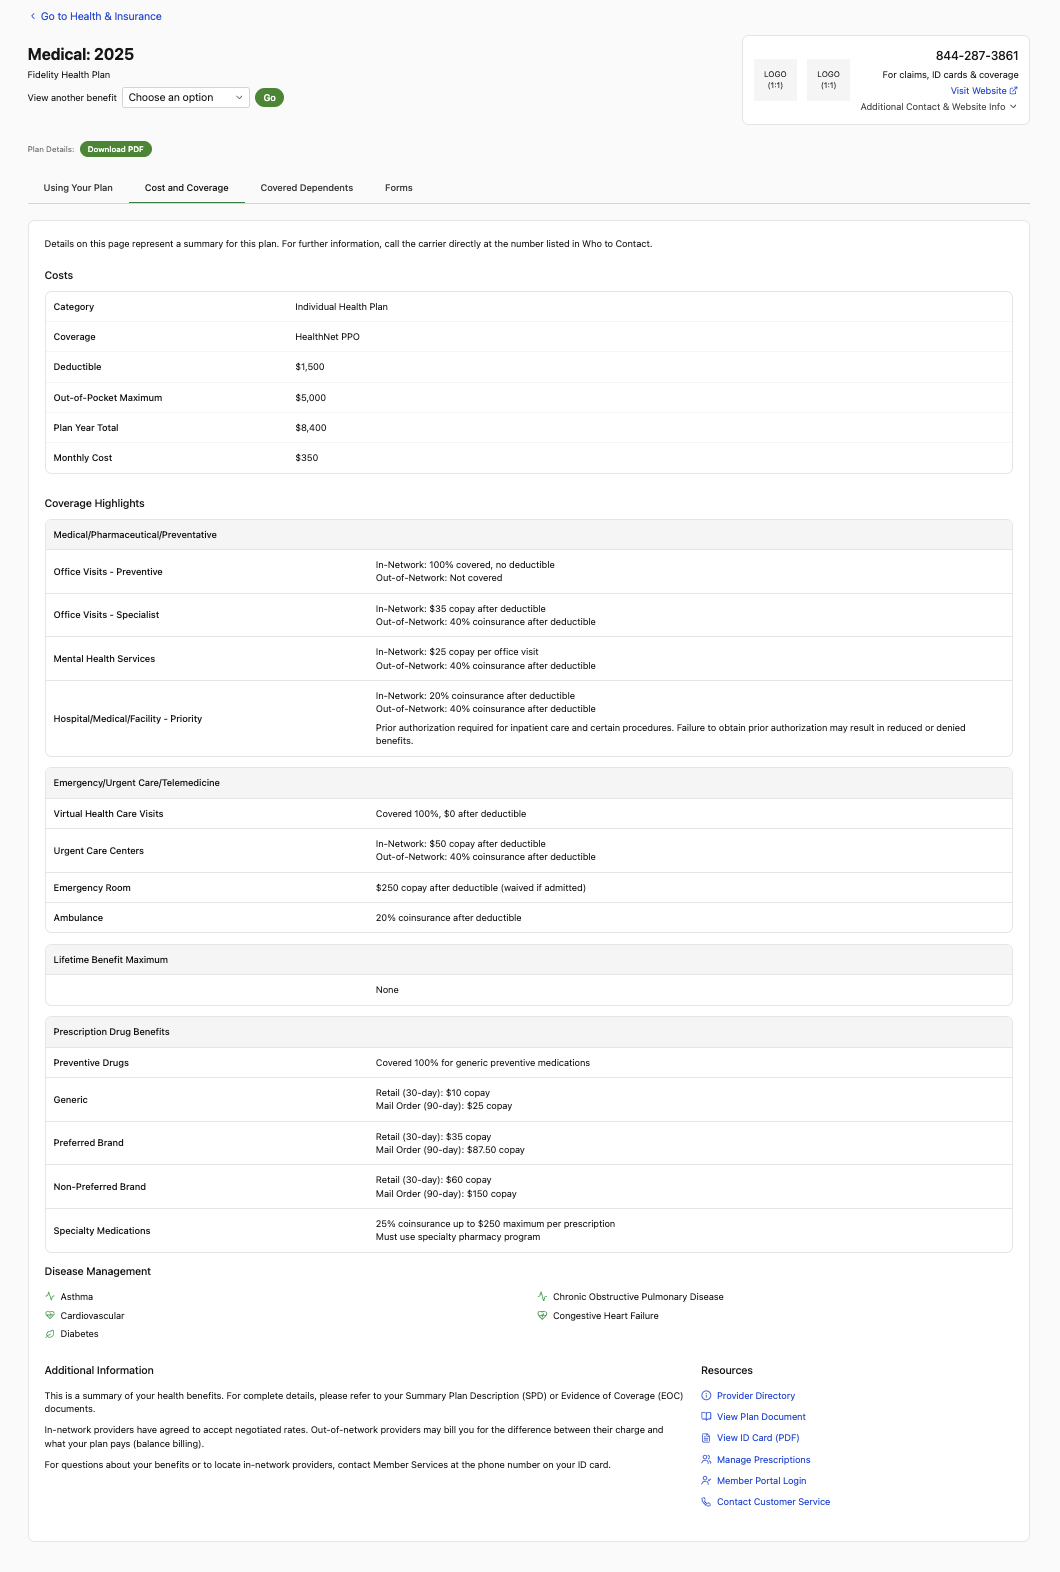 Go to Health & Insurance
Medical: 2025
Fidelity Health Plan
View another benefit Choose an option Go
LOGO
(1:1)
LOGO
(1:1)
844-287-3861
For claims, ID cards & coverage
Visit Website
Additional Contact & Website Info
Plan Details: Download PDF
Using Your Plan Cost and Coverage Covered Dependents Forms
Details on this page represent a summary for this plan. For further information, call the carrier directly at the number listed in Who to Contact.
Costs
Category Individual Health Plan
Coverage HealthNet PPO
Deductible $1,500
Out-of-Pocket Maximum $5,000
Plan Year Total $8,400
Monthly Cost $350
Coverage Highlights
Medical/Pharmaceutical/Preventative
Office Visits - Preventive
In-Network: 100% covered, no deductible
Out-of-Network: Not covered
Office Visits - Specialist
In-Network: $35 copay after deductible
Out-of-Network: 40% coinsurance after deductible
Mental Health Services
In-Network: $25 copay per office visit
Out-of-Network: 40% coinsurance after deductible
Hospital/Medical/Facility - Priority
In-Network: 20% coinsurance after deductible
Out-of-Network: 40% coinsurance after deductible
Prior authorization required for inpatient care and certain procedures. Failure to obtain prior authorization may result in reduced or denied
benefits.
Emergency/Urgent Care/Telemedicine
Virtual Health Care Visits Covered 100%, $0 after deductible
Urgent Care Centers
In-Network: $50 copay after deductible
Out-of-Network: 40% coinsurance after deductible
Emergency Room $250 copay after deductible (waived if admitted)
Ambulance 20% coinsurance after deductible
Lifetime Benefit Maximum
None
Prescription Drug Benefits
Preventive Drugs Covered 100% for generic preventive medications
Generic
Retail (30-day): $10 copay
Mail Order (90-day): $25 copay
Preferred Brand
Retail (30-day): $35 copay
Mail Order (90-day): $87.50 copay
Non-Preferred Brand
Retail (30-day): $60 copay
Mail Order (90-day): $150 copay
Specialty Medications
25% coinsurance up to $250 maximum per prescription
Must use specialty pharmacy program
Disease Management
Asthma
Chronic Obstructive Pulmonary Disease
Cardiovascular
Congestive Heart Failure
Diabetes
Additional Information
This is a summary of your health benefits. For complete details, please refer to your Summary Plan Description (SPD) or Evidence of Coverage (EOC)
documents.
In-network providers have agreed to accept negotiated rates. Out-of-network providers may bill you for the difference between their charge and
what your plan pays (balance billing).
For questions about your benefits or to locate in-network providers, contact Member Services at the phone number on your ID card.
Resources
Provider Directory
View Plan Document
View ID Card (PDF)
Manage Prescriptions
Member Portal Login
Contact Customer Service